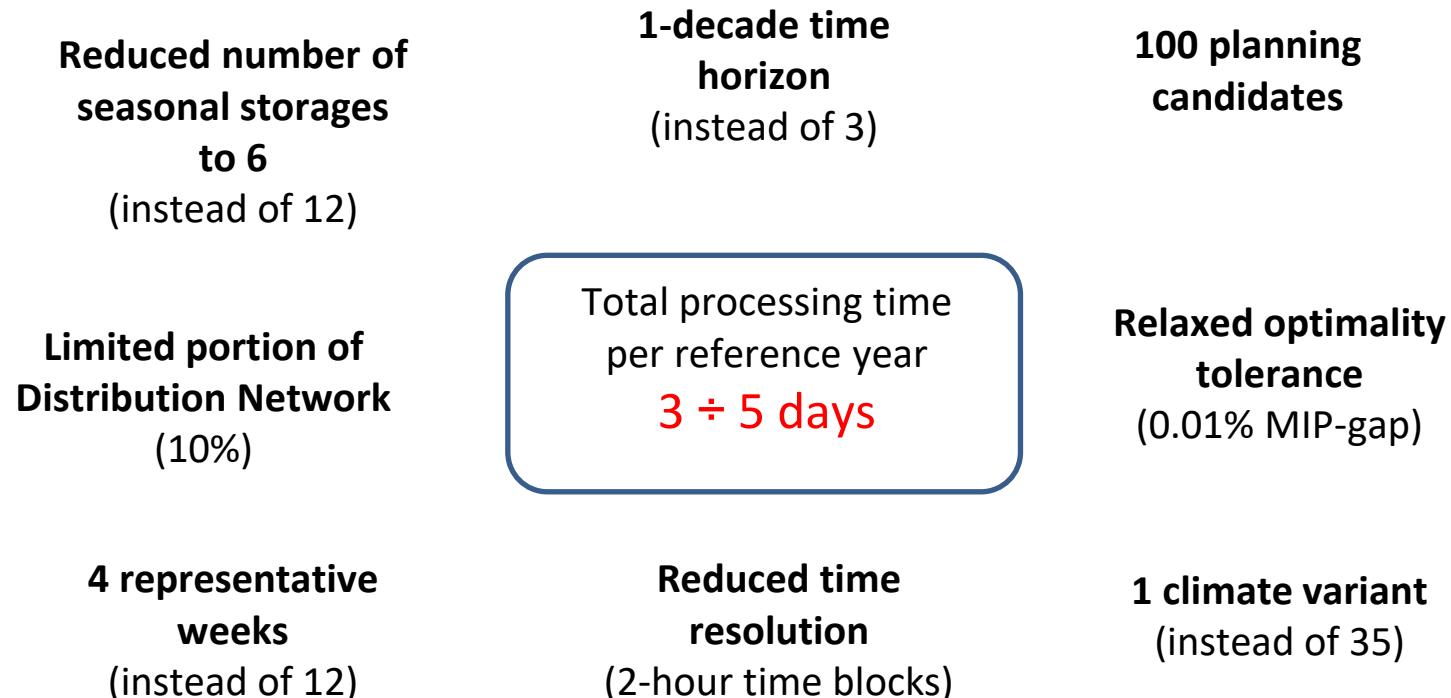 Reduced number of
seasonal storages
to 6
(instead of 12)
1-decade time
horizon
(instead of 3)
100 planning
candidates
Limited portion of
Distribution Network
(10%)
Total processing time
per reference year
3 ÷ 5 days
Relaxed optimality
tolerance
(0.01% MIP-gap)
4 representative
weeks
(instead of 12)
Reduced time
resolution
(2-hour time blocks)
1 climate variant
(instead of 35)